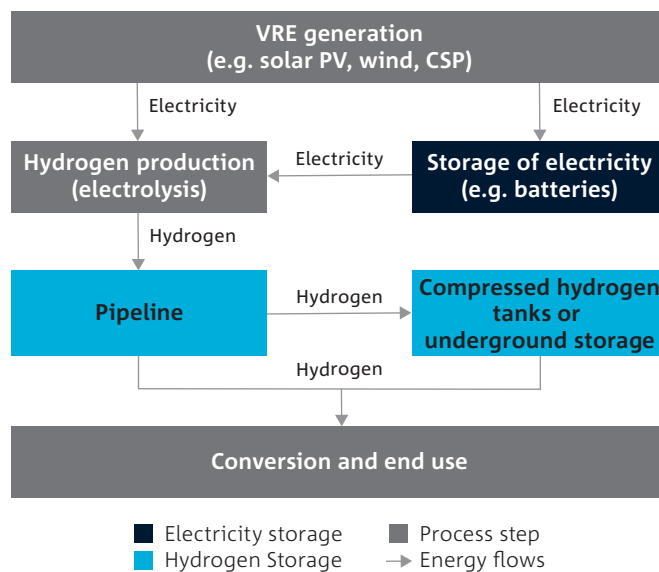 VRE generation
(e.g. solar PV, wind, CSP)
Electricity
Electricity
Hydrogen production
(electrolysis)
Electricity
Storage of electricity
(e.g. batteries)
Hydrogen
Pipeline
Hydrogen
Compressed hydrogen
tanks or
underground storage
Hydrogen
Conversion and end use
Electricity storage
Process step
Hydrogen Storage
Energy flows